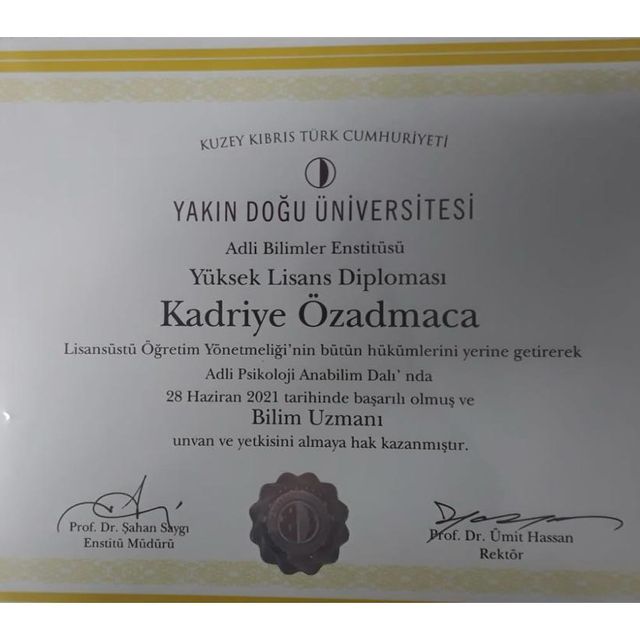 KUZEY KIBRIS TÜRK CUMHURİYETİ
YAKIN DOĞU ÜNİVERSİTESİ
Adli Bilimler Enstitüsü
Yüksek Lisans Diploması
Kadriye Özadmaca
Lisansüstü Öğretim Yönetmeliği'nin bütün hükümlerini yerine getirerek
Adli Psikoloji Anabilim Dalı' nda
28 Haziran 2021 tarihinde başarılı olmuş ve
Bilim Uzmanı
unvan ve yetkisini almaya hak kazanmıştır.
Prof. Dr. Şahan Saygı
Enstitü Müdürü
Prof. Dr. Ümit Hassan
Rektör